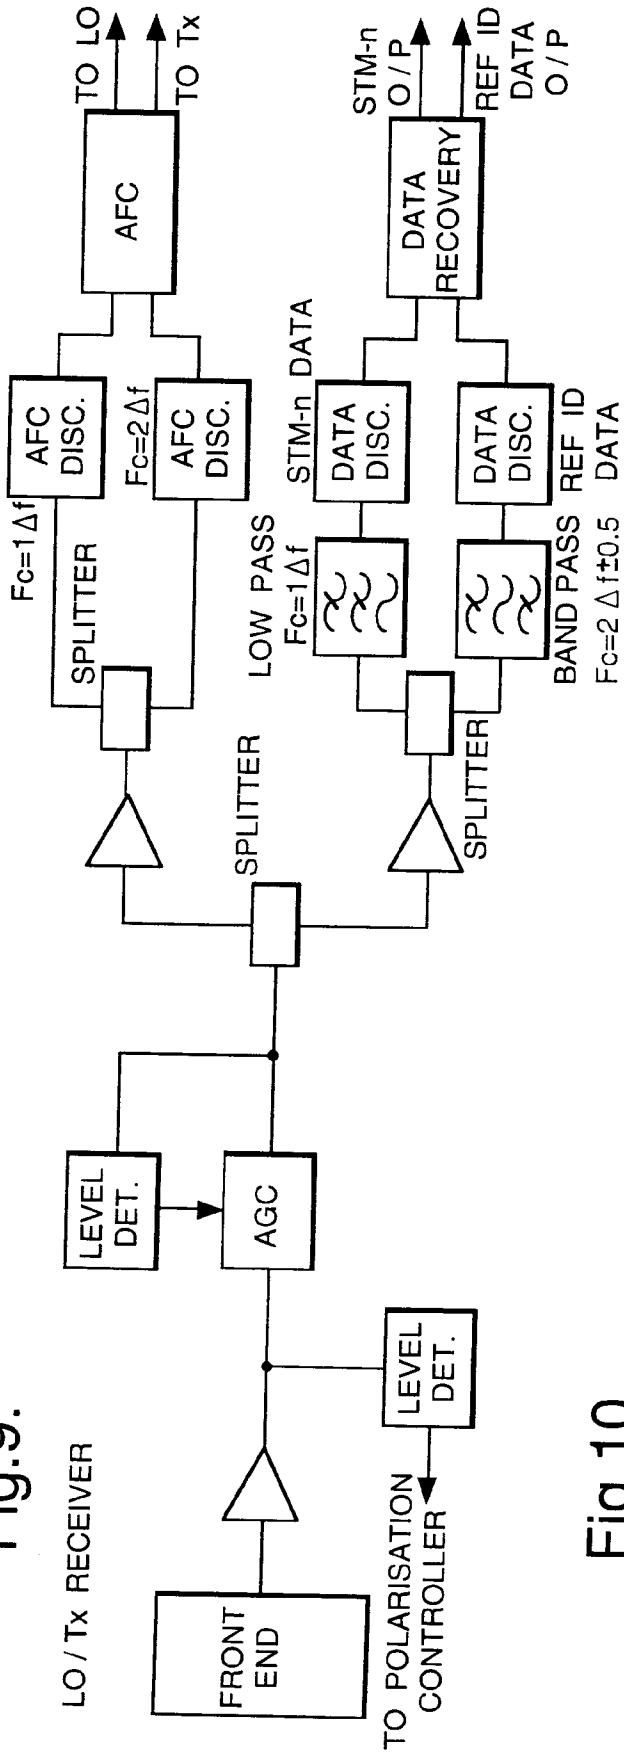 Fig.9.
LO / Tx RECEIVER
FRONT
END
LEVEL
DET.
TO POLARISATION
CONTROLLER
LEVEL
DET.
AGC
SPLITTER
SPLITTER
Fc=1Δf
AFC
DISC.
Fc=2Δf
AFC
DISC.
AFC
TO LO
TO Tx
SPLITTER
LOW PASS
Fc=1Δf
STM-n DATA
DATA
DISC.
BAND PASS
Fc=2 Δ f±0.5
DATA
DISC.
REF ID
DATA
DATA
RECOVERY
STM-n
O / P
REF ID
DATA
O / P
Fig 10